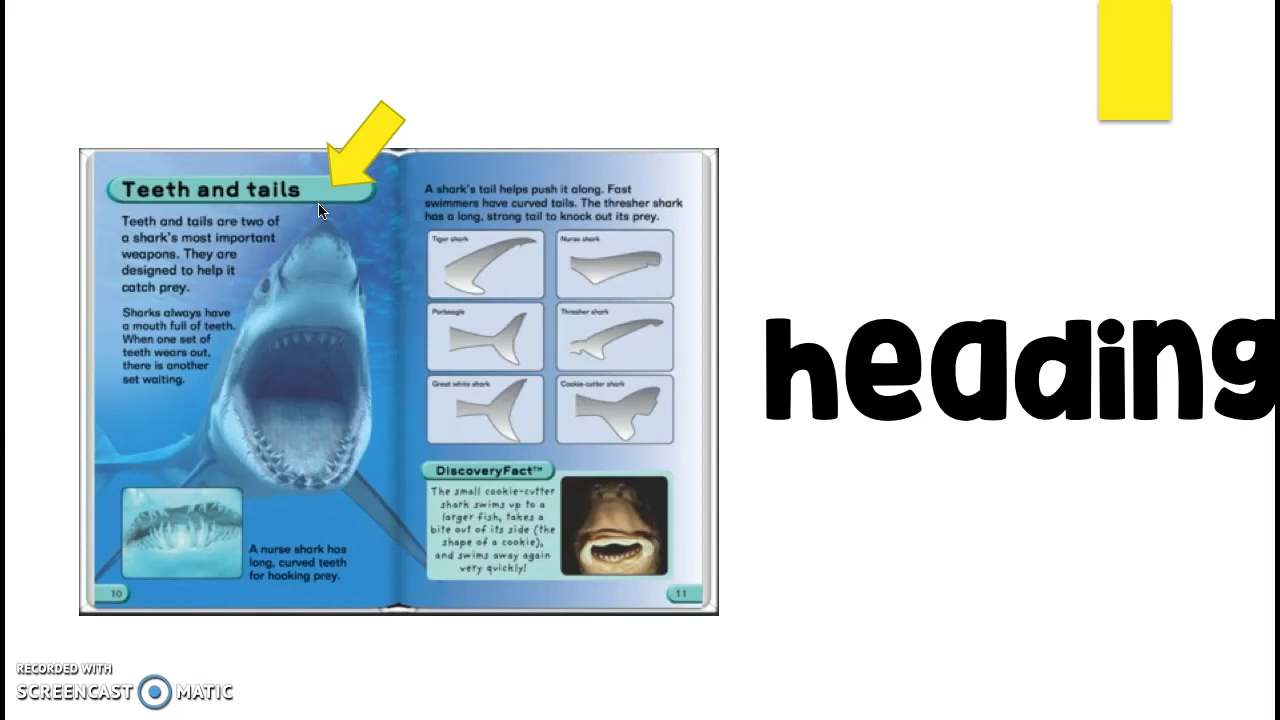 Teeth and tails
Teeth and tails are two of
a shark's most important
weapons. They are
designed to help it
catch prey.
Sharks always have
a mouth full of teeth.
When one set of
teeth wears out,
there is another
set waiting.
A nurse shark has
long, curved teeth
for hooking prey.
10
A shark's tail helps push it along. Fast
swimmers have curved tails. The thresher shark
has a long, strong tail to knock out its prey.
Tiger shark
Nurse shark
Porbeagle
Thresher shark
Great white shark
Cookie-cutter shark
DiscoveryFact™
The small cookie-cutter
shark swims up to a
larger fish, takes a
bite out of its side (the
shape of a cookie),
and swims away again
very quickly!
11
heading
RECORDED WITH
SCREENCAST MATIC